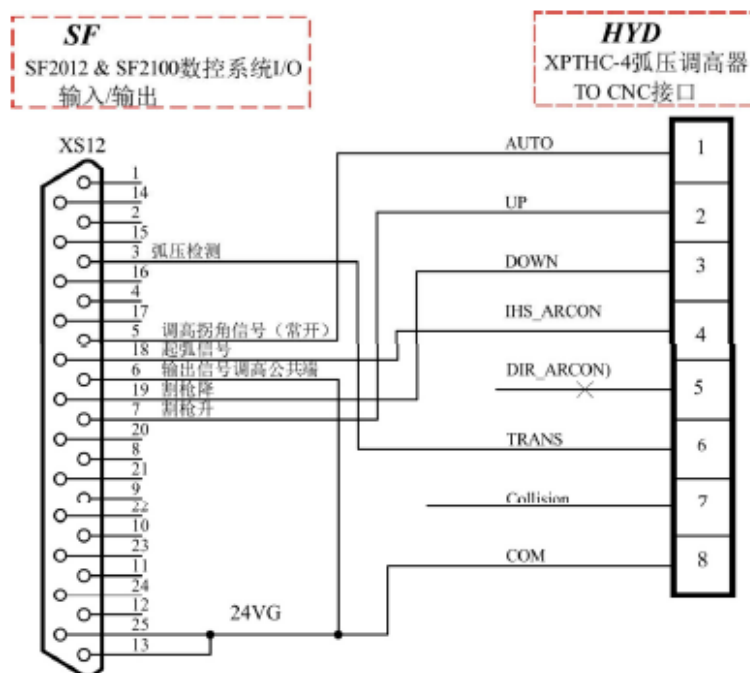 SF
SF2012 & SF2100数控系统I/O
输入/输出
HYD
XPTHC-4弧压调高器
TO CNC接口
XS12
1
14
2
15
3 弧压检测
16
4
17
5 调高拐角信号（常开）
18 起弧信号
6 输出信号调高公共端
19 割枪降
7 割枪升
20
8
21
9
22
10
23
11
24
12
25
13
24VG
AUTO 1
UP 2
DOWN 3
IHS_ARCON 4
DIR_ARCON) 5
TRANS 6
Collision 7
COM 8